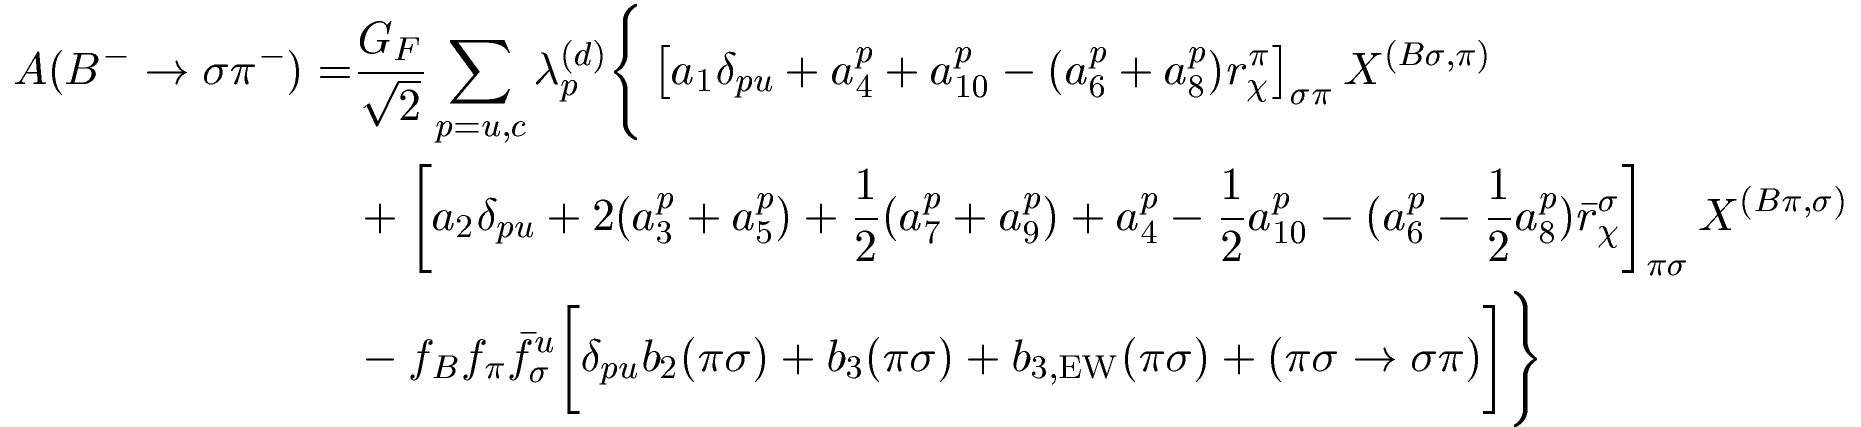 A(B^- \to \sigma\pi^-) = \frac{G_F}{\sqrt{2}} \sum_{p=u,c} \lambda_p^{(d)} \Bigg\{ \left[ a_1 \delta_{pu} + a_4^p + a_{10}^p - (a_6^p + a_8^p) r_\chi^\pi \right]_{\sigma\pi} X^{(B\sigma,\pi)}
+ \left[ a_2 \delta_{pu} + 2(a_3^p + a_5^p) + \frac{1}{2}(a_7^p + a_9^p) + a_4^p - \frac{1}{2} a_{10}^p - (a_6^p - \frac{1}{2} a_8^p) \bar{r}_\chi^\sigma \right]_{\pi\sigma} X^{(B\pi,\sigma)}
- f_B f_\pi \bar{f}_\sigma^u \bigg[ \delta_{pu} b_2(\pi\sigma) + b_3(\pi\sigma) + b_{3,\mathrm{EW}}(\pi\sigma) + (\pi\sigma \to \sigma\pi) \bigg] \Bigg\}